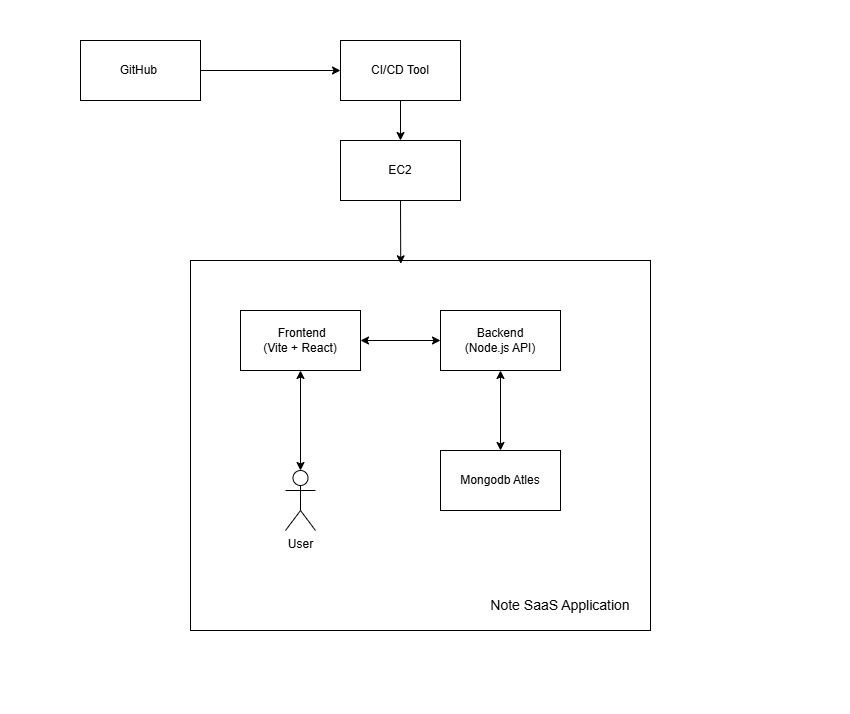 GitHub
CI/CD Tool
EC2
Frontend
(Vite + React)
Backend
(Node.js API)
Mongodb Atles
User
Note SaaS Application